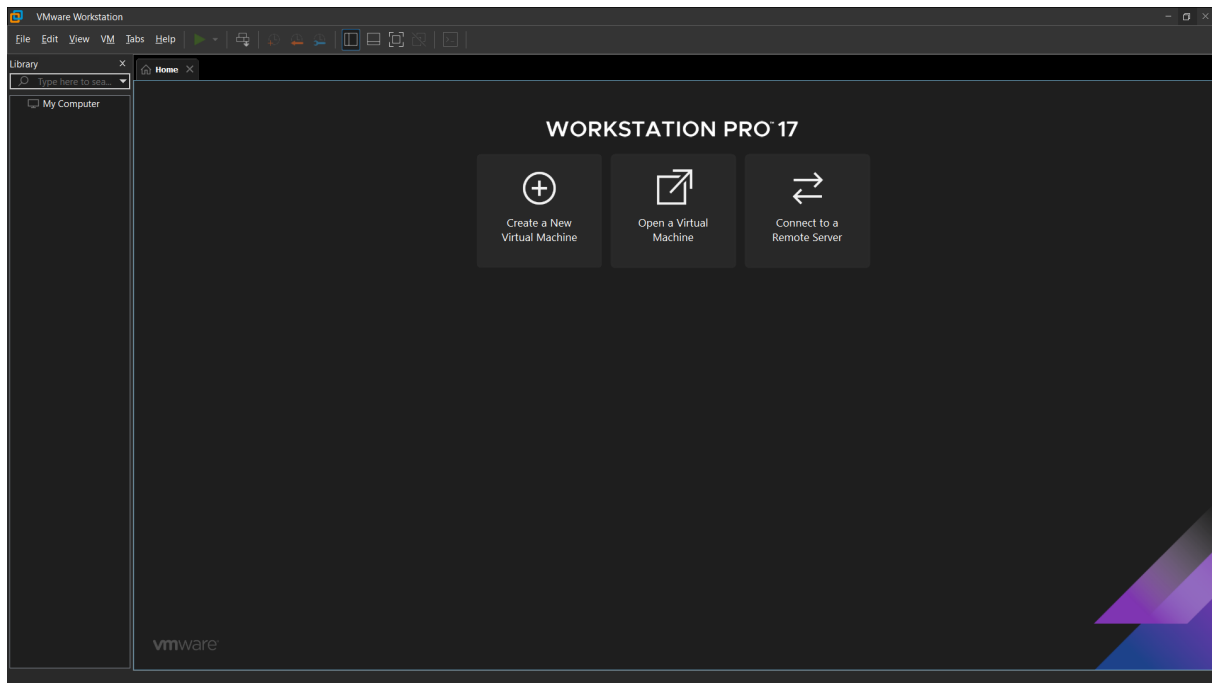 VMware Workstation
File Edit View VM Tabs Help
Library
Home
Type here to sea...
My Computer
WORKSTATION PRO™ 17
Create a New
Virtual Machine
Open a Virtual
Machine
Connect to a
Remote Server
vmware